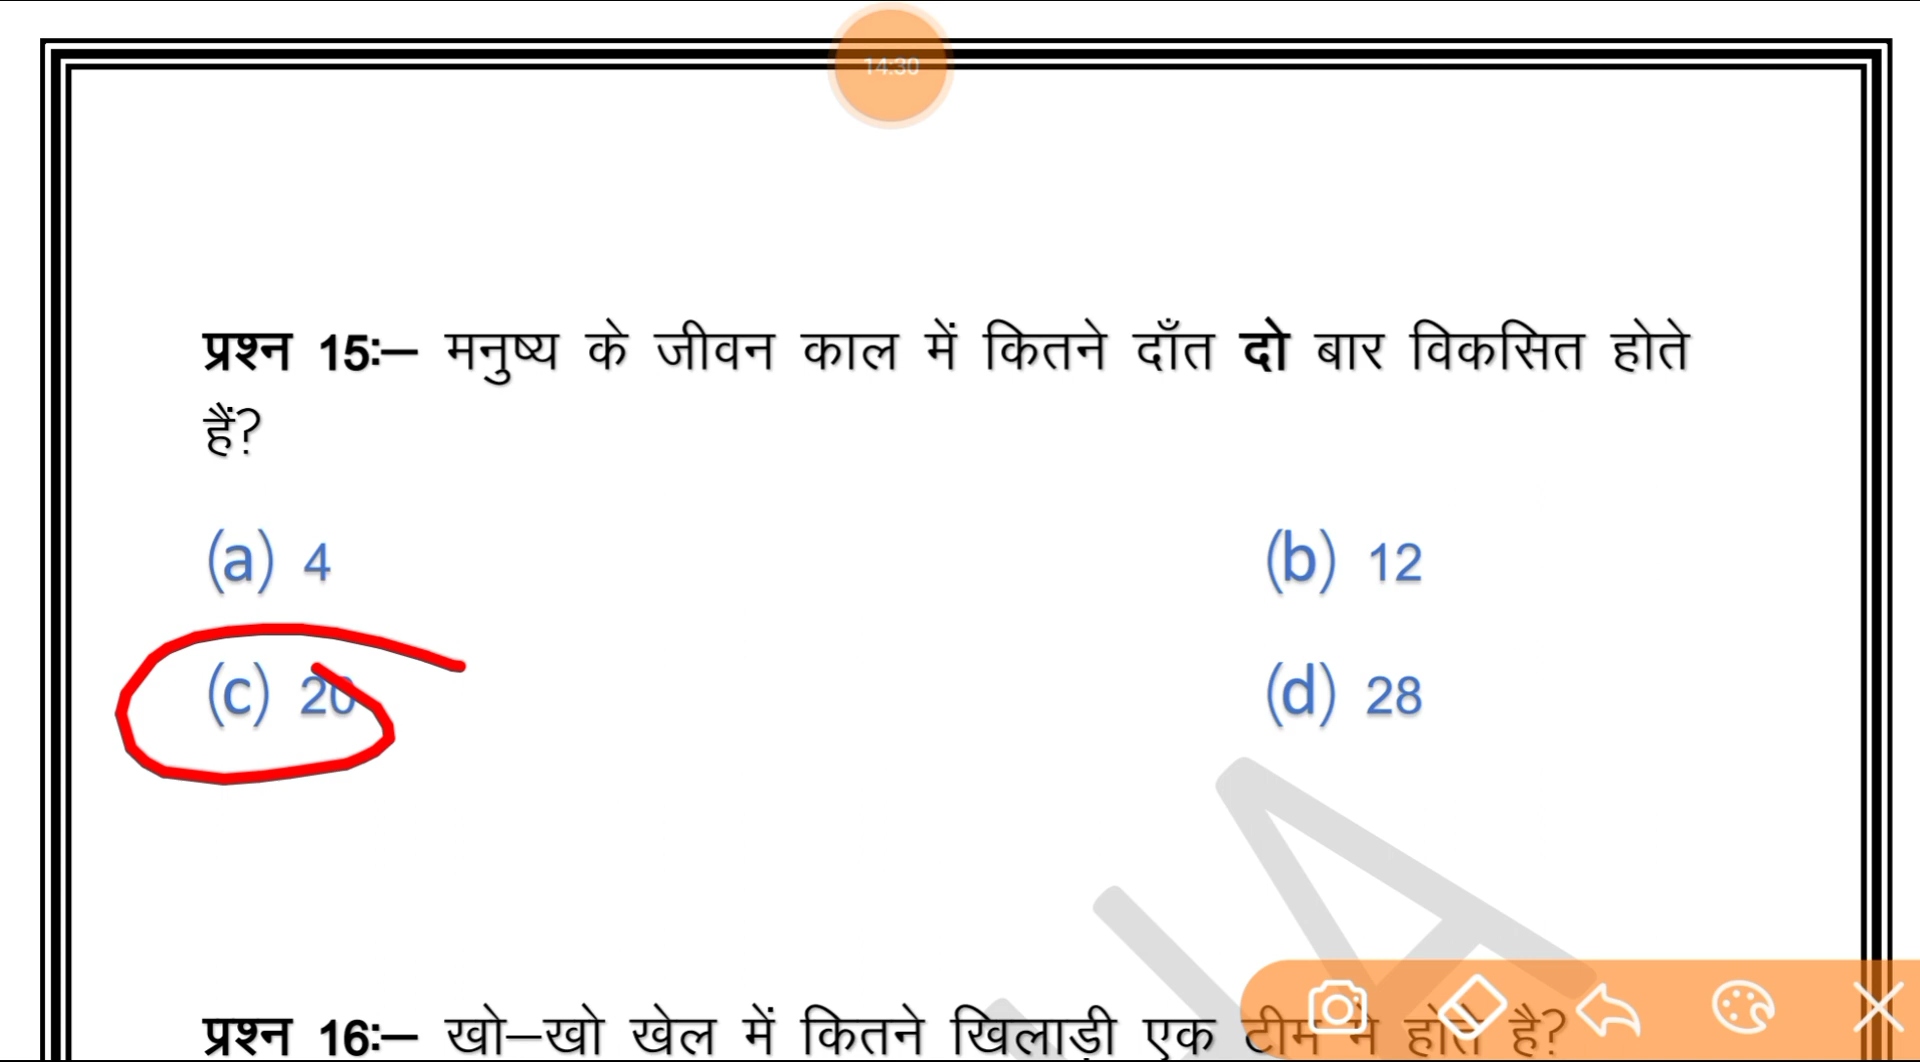 14:30
प्रश्न 15:– मनुष्य के जीवन काल में कितने दाँत दो बार विकसित होते
हैं?
(a) 4 (b) 12
(c) 20 (d) 28
प्रश्न 16:– खो–खो खेल में कितने खिलाड़ी एक टीम में होते है?